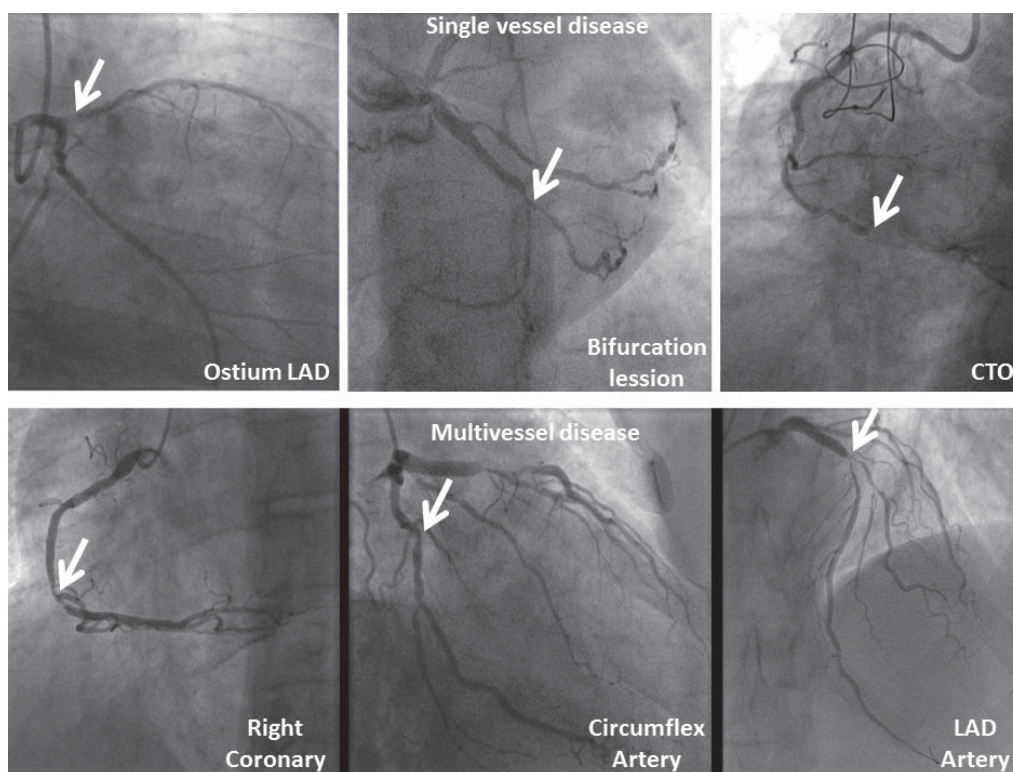 Single vessel disease
Ostium LAD
Bifurcation
lession
CTO
Multivessel disease
Right
Coronary
Circumflex
Artery
LAD
Artery